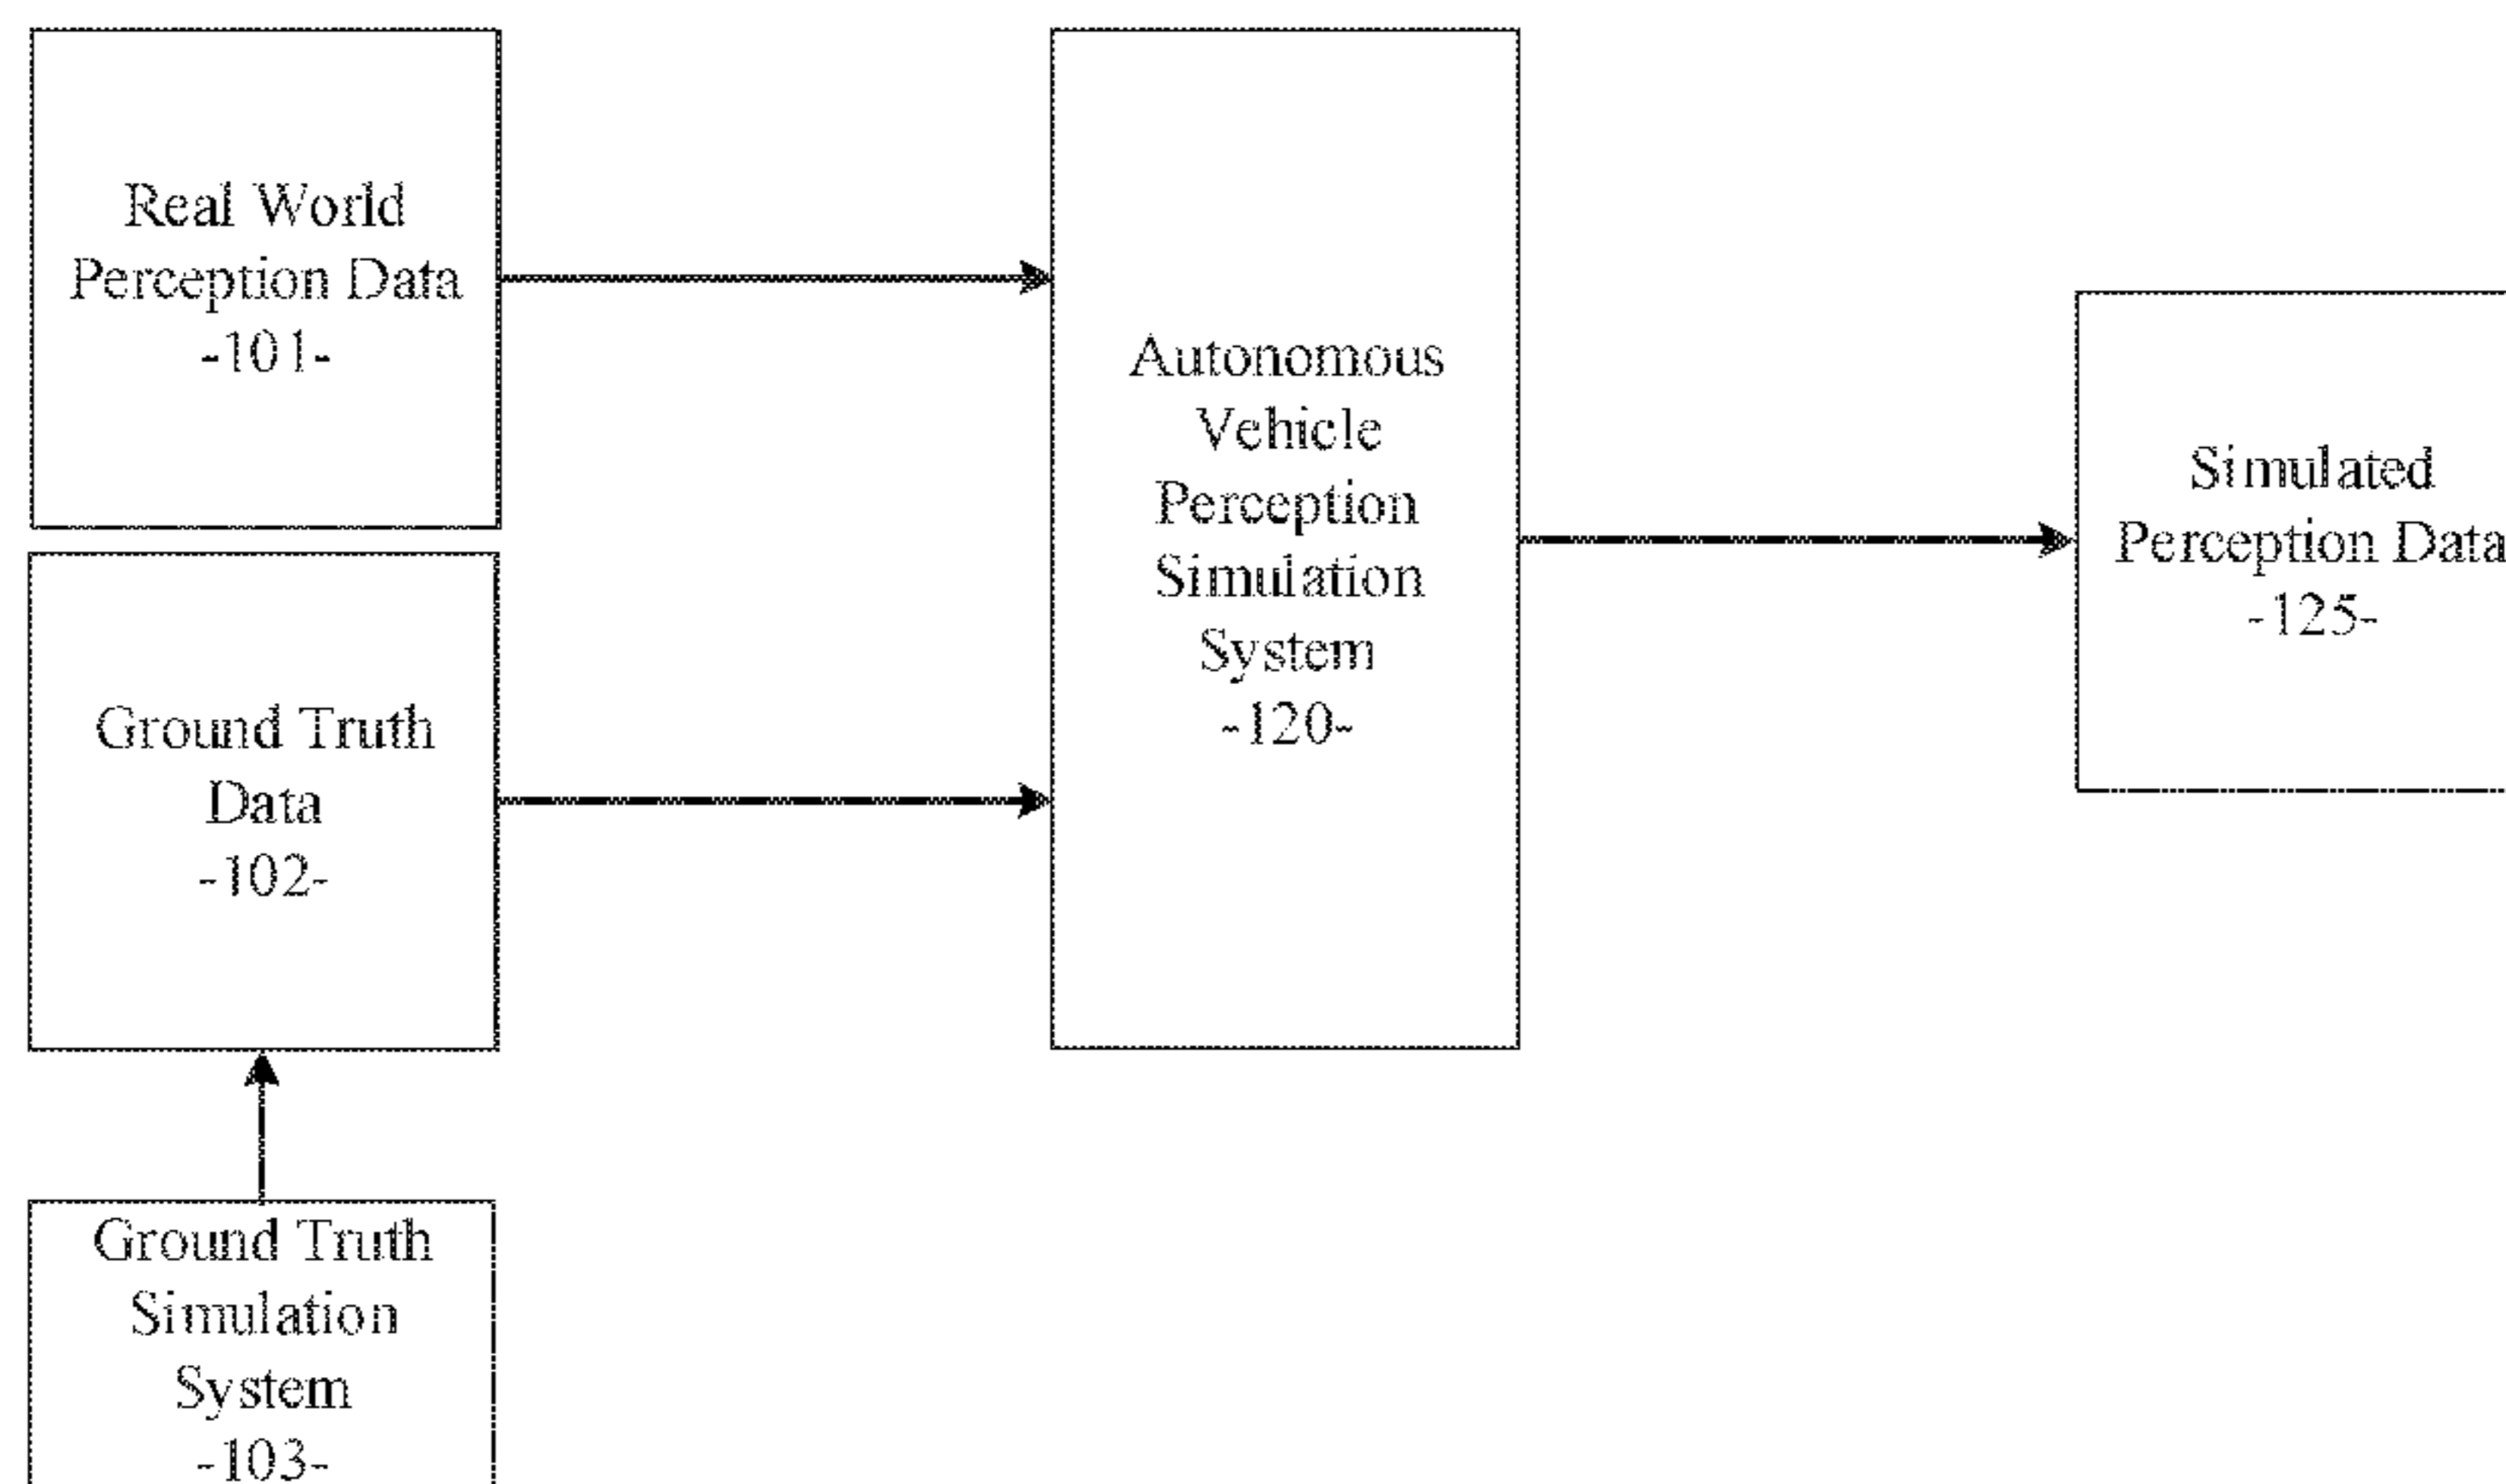 Real World
Perception Data
-101-
Autonomous
Vehicle
Perception
Simulation
System
-120-
Simulated
Perception Data
-125-
Ground Truth
Data
-102-
Ground Truth
Simulation
System
-103-